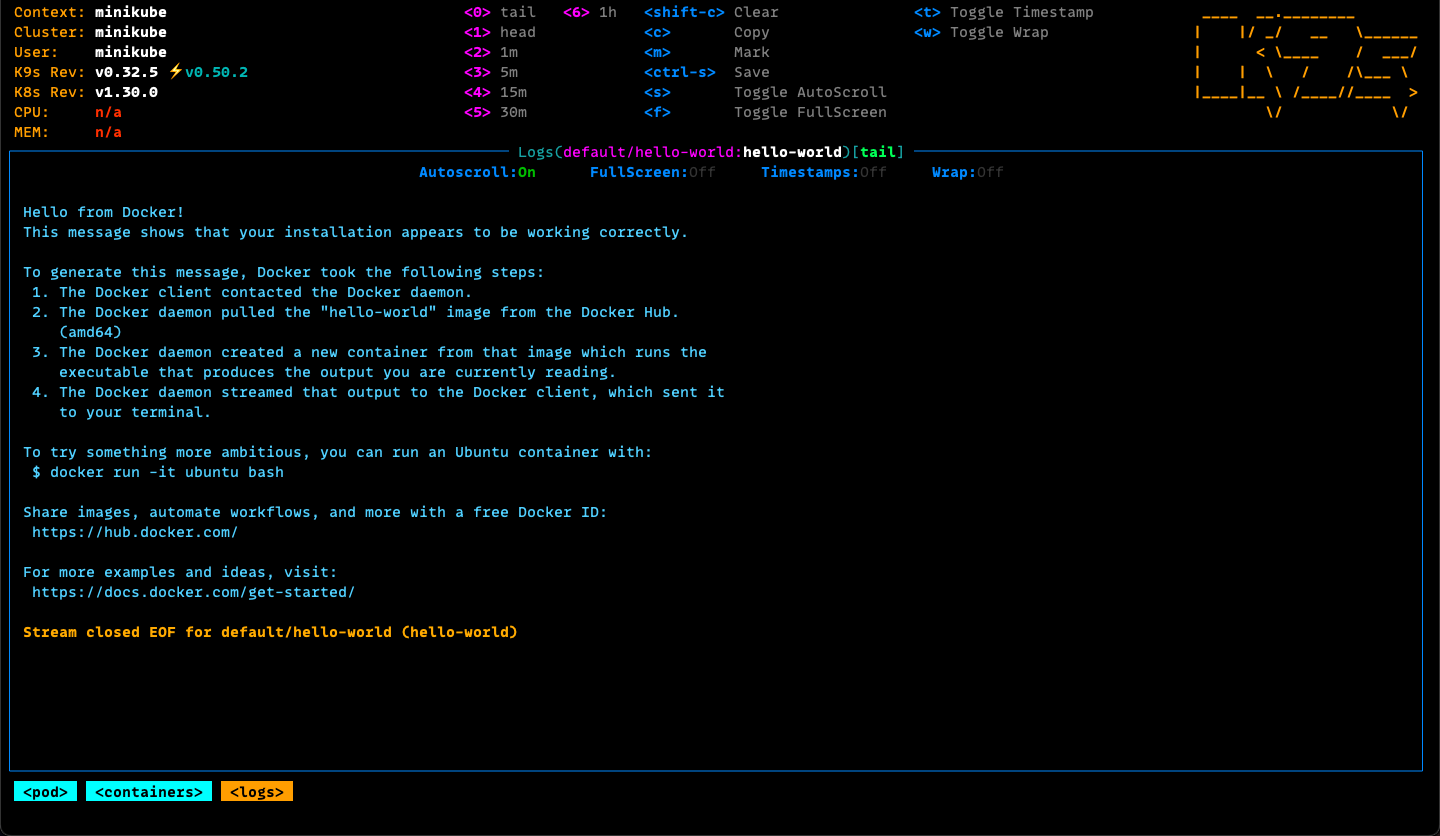 Context: minikube <0> tail <6> 1h <shift-c> Clear <t> Toggle Timestamp
Cluster: minikube <1> head <c> Copy <w> Toggle Wrap
User: minikube <2> 1m <m> Mark
K9s Rev: v0.32.5 ⚡v0.50.2 <3> 5m <ctrl-s> Save
K8s Rev: v1.30.0 <4> 15m <s> Toggle AutoScroll
CPU: n/a <5> 30m <f> Toggle FullScreen
MEM: n/a
Logs(default/hello-world:hello-world)[tail]
Autoscroll:On FullScreen:Off Timestamps:Off Wrap:Off
Hello from Docker!
This message shows that your installation appears to be working correctly.
To generate this message, Docker took the following steps:
1. The Docker client contacted the Docker daemon.
2. The Docker daemon pulled the "hello-world" image from the Docker Hub.
(amd64)
3. The Docker daemon created a new container from that image which runs the
executable that produces the output you are currently reading.
4. The Docker daemon streamed that output to the Docker client, which sent it
to your terminal.
To try something more ambitious, you can run an Ubuntu container with:
$ docker run -it ubuntu bash
Share images, automate workflows, and more with a free Docker ID:
https://hub.docker.com/
For more examples and ideas, visit:
https://docs.docker.com/get-started/
Stream closed EOF for default/hello-world (hello-world)
<pod> <containers> <logs>